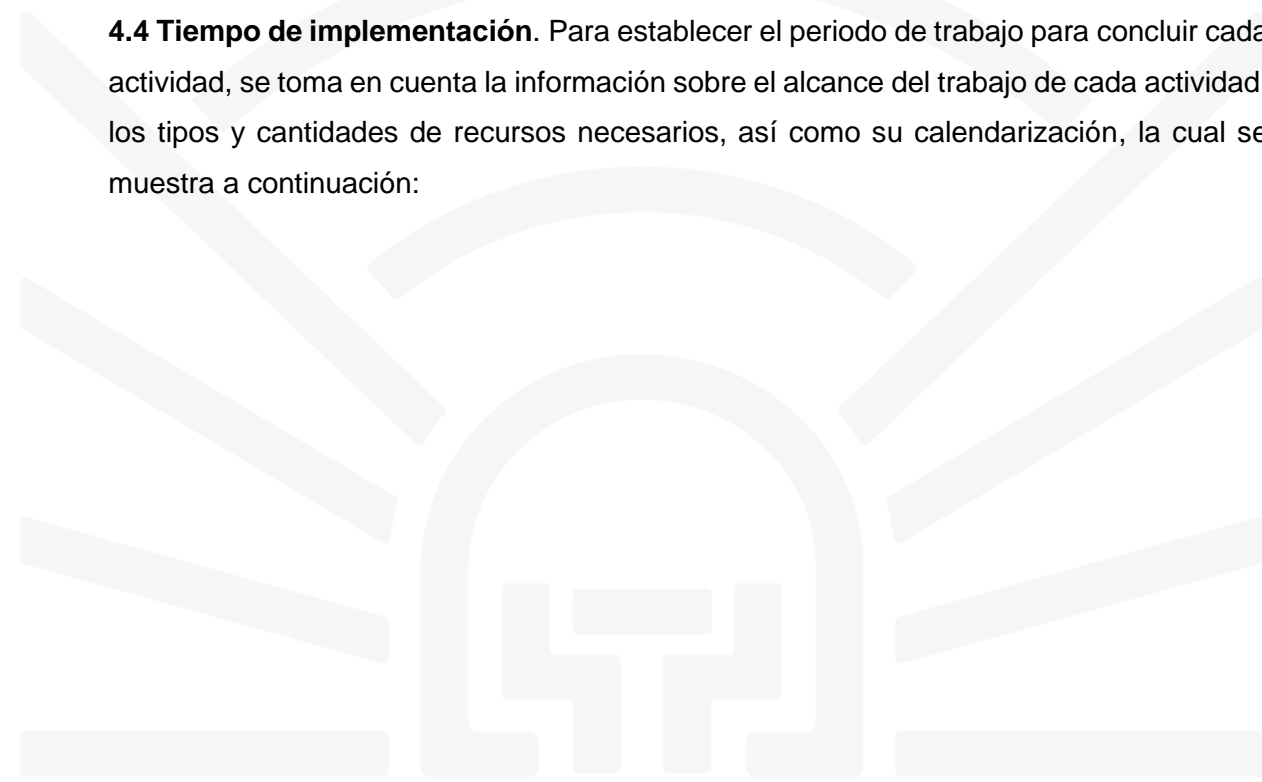 4.4 Tiempo de implementación. Para establecer el periodo de trabajo para concluir cada
actividad, se toma en cuenta la información sobre el alcance del trabajo de cada actividad
los tipos y cantidades de recursos necesarios, así como su calendarización, la cual se
muestra a continuación: